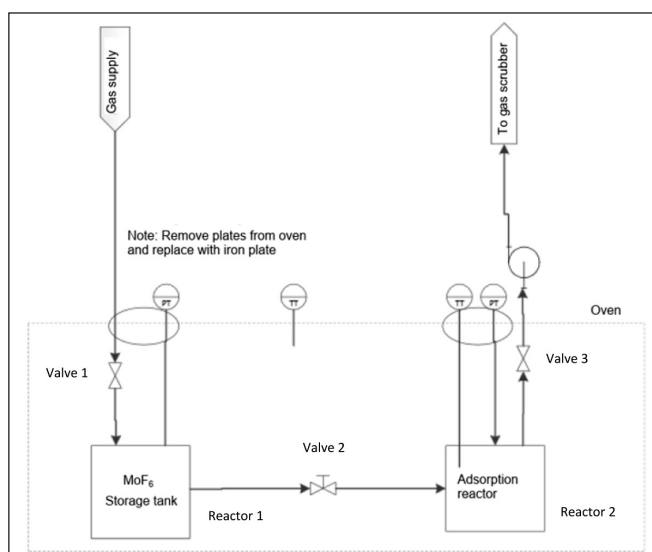 Gas supply
To gas scrubber
Note: Remove plates from oven
and replace with iron plate
PT
TT
TT
PT
Oven
Valve 1
Valve 3
Valve 2
MoF₆
Storage tank
Reactor 1
Adsorption
reactor
Reactor 2